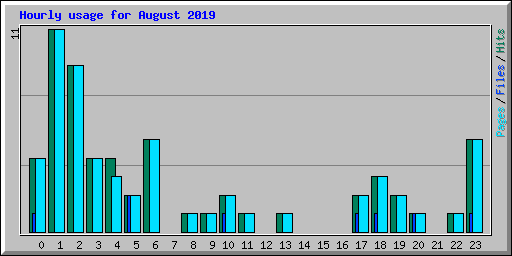 Hourly usage for August 2019
11
Pages/Files/Hits
0 1 2 3 4 5 6 7 8 9 10 11 12 13 14 15 16 17 18 19 20 21 22 23